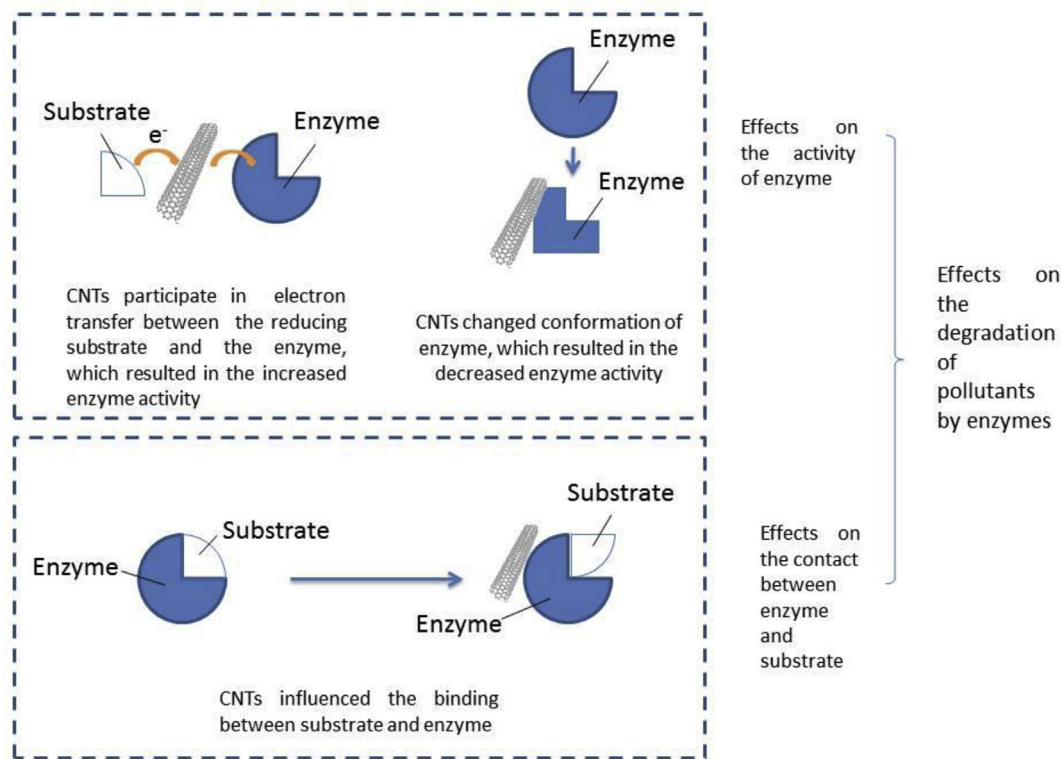 Substrate
e-
Enzyme
CNTs participate in electron
transfer between the reducing
substrate and the enzyme,
which resulted in the increased
enzyme activity
Enzyme
Enzyme
CNTs changed conformation of
enzyme, which resulted in the
decreased enzyme activity
Effects on
the activity
of enzyme
Effects on
the
degradation
of
pollutants
by enzymes
Enzyme
Substrate
Substrate
Enzyme
CNTs influenced the binding
between substrate and enzyme
Effects on
the contact
between
enzyme
and
substrate